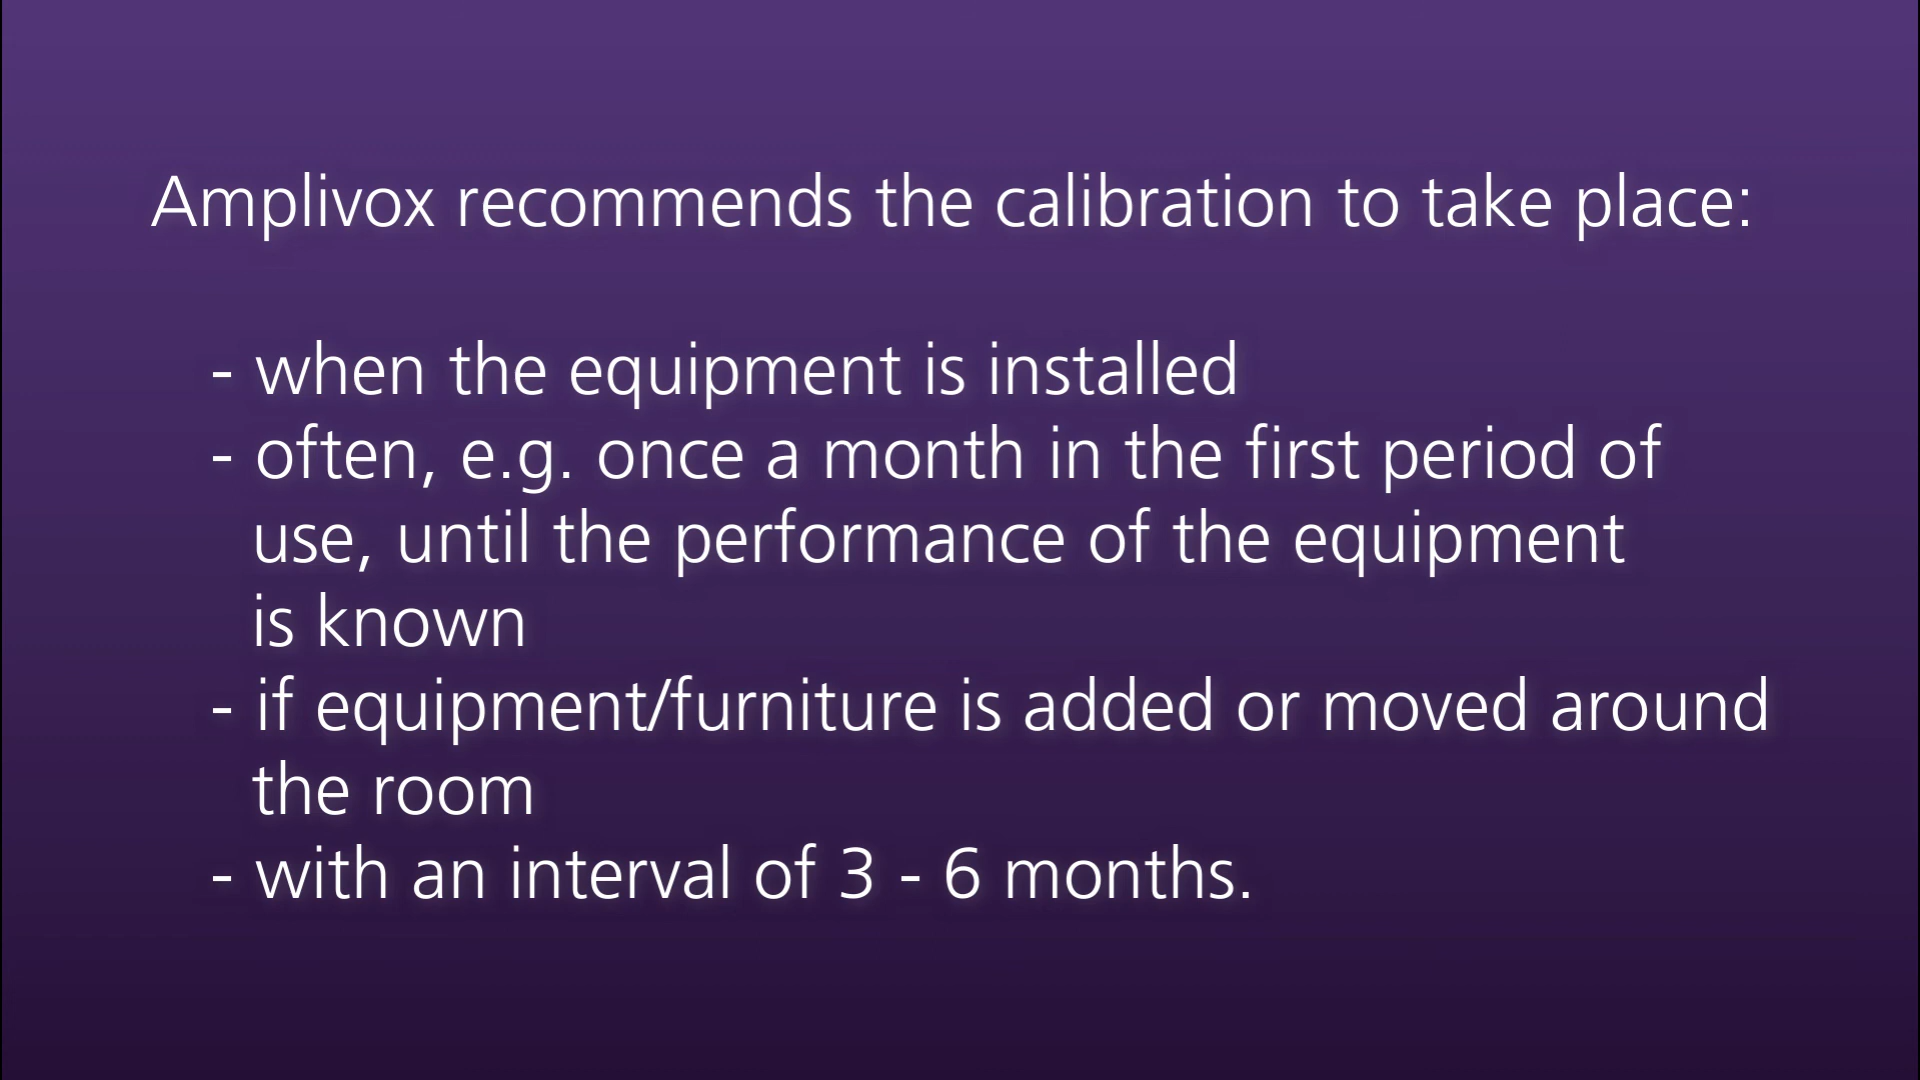 Amplivox recommends the calibration to take place:
- when the equipment is installed
- often, e.g. once a month in the first period of
use, until the performance of the equipment
is known
- if equipment/furniture is added or moved around
the room
- with an interval of 3 - 6 months.